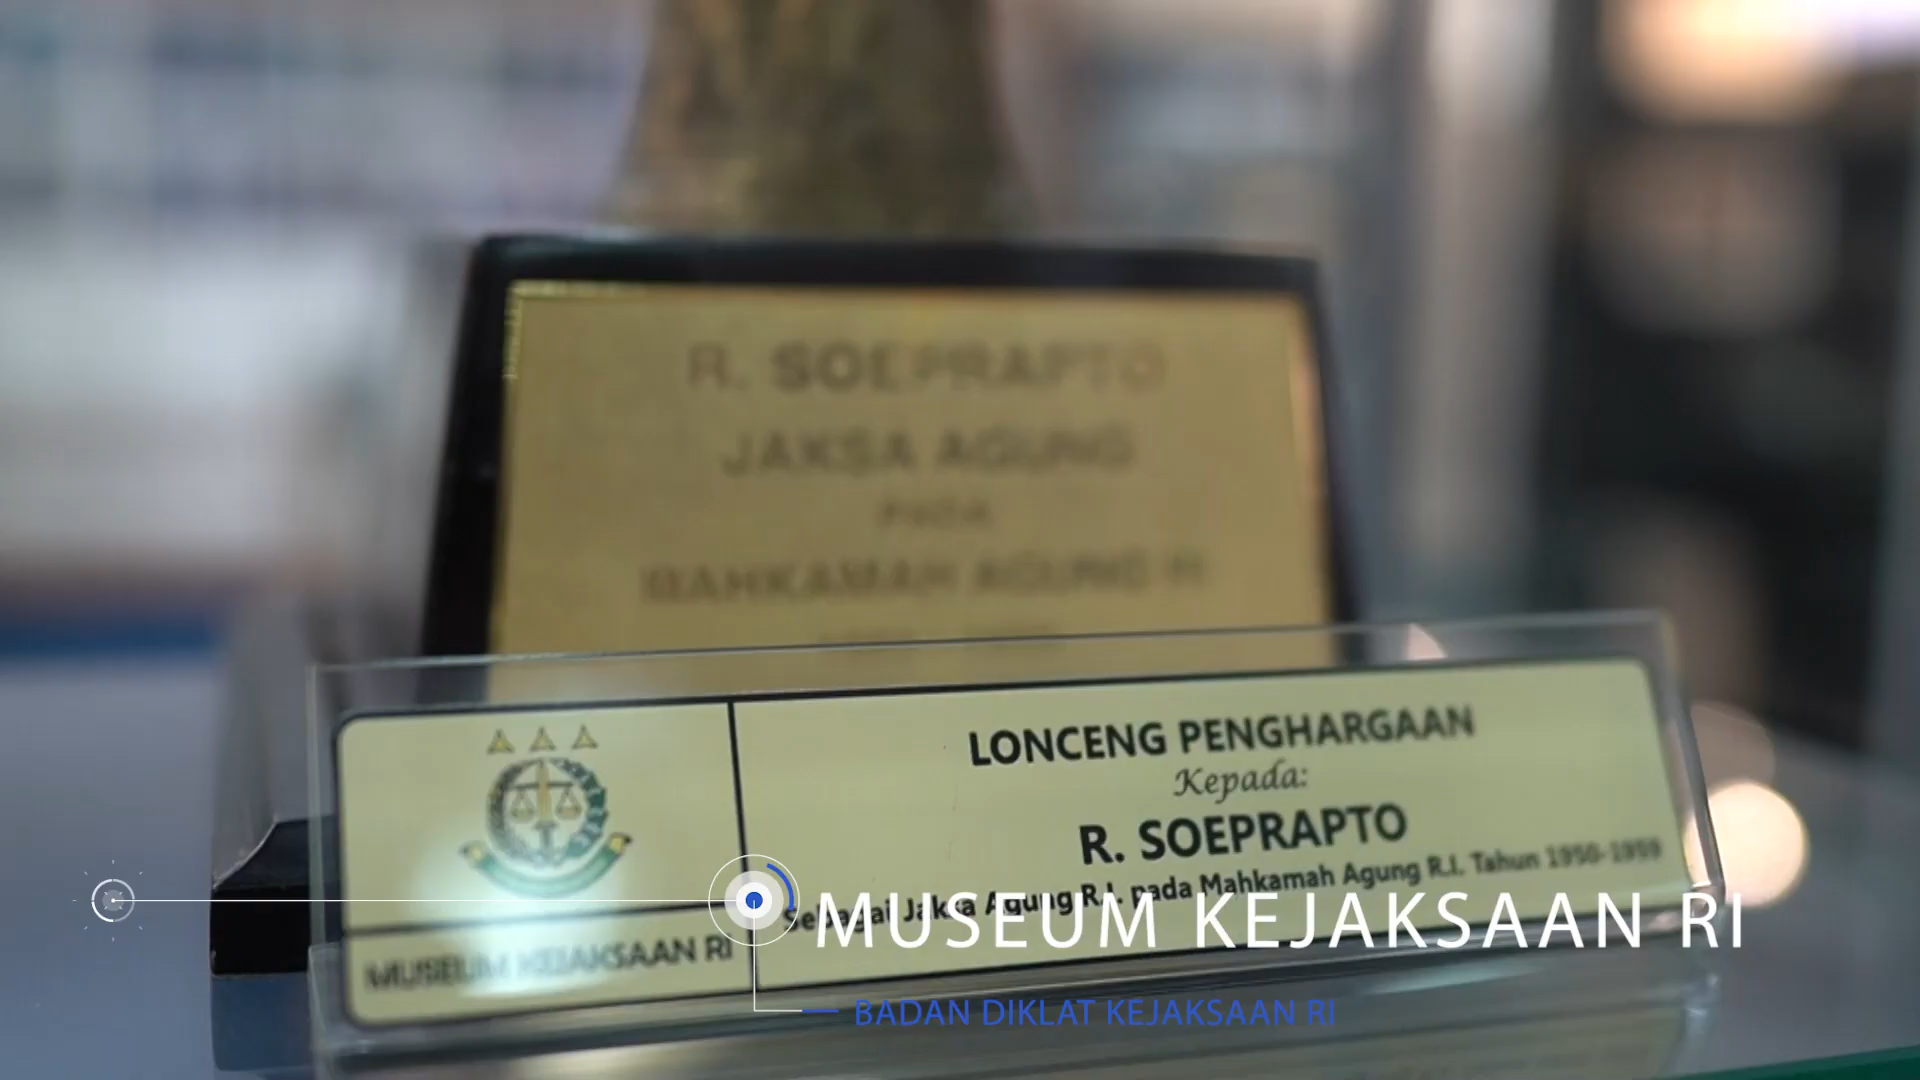 R. SOEPRAPTO
JAKSA AGUNG
PADA
MAHKAMAH AGUNG RI
LONCENG PENGHARGAAN
Kepada:
R. SOEPRAPTO
Sebagai Jaksa Agung R.I. pada Mahkamah Agung R.I. Tahun 1950-1959
MUSEUM KEJAKSAAN RI
MUSEUM KEJAKSAAN RI
BADAN DIKLAT KEJAKSAAN RI